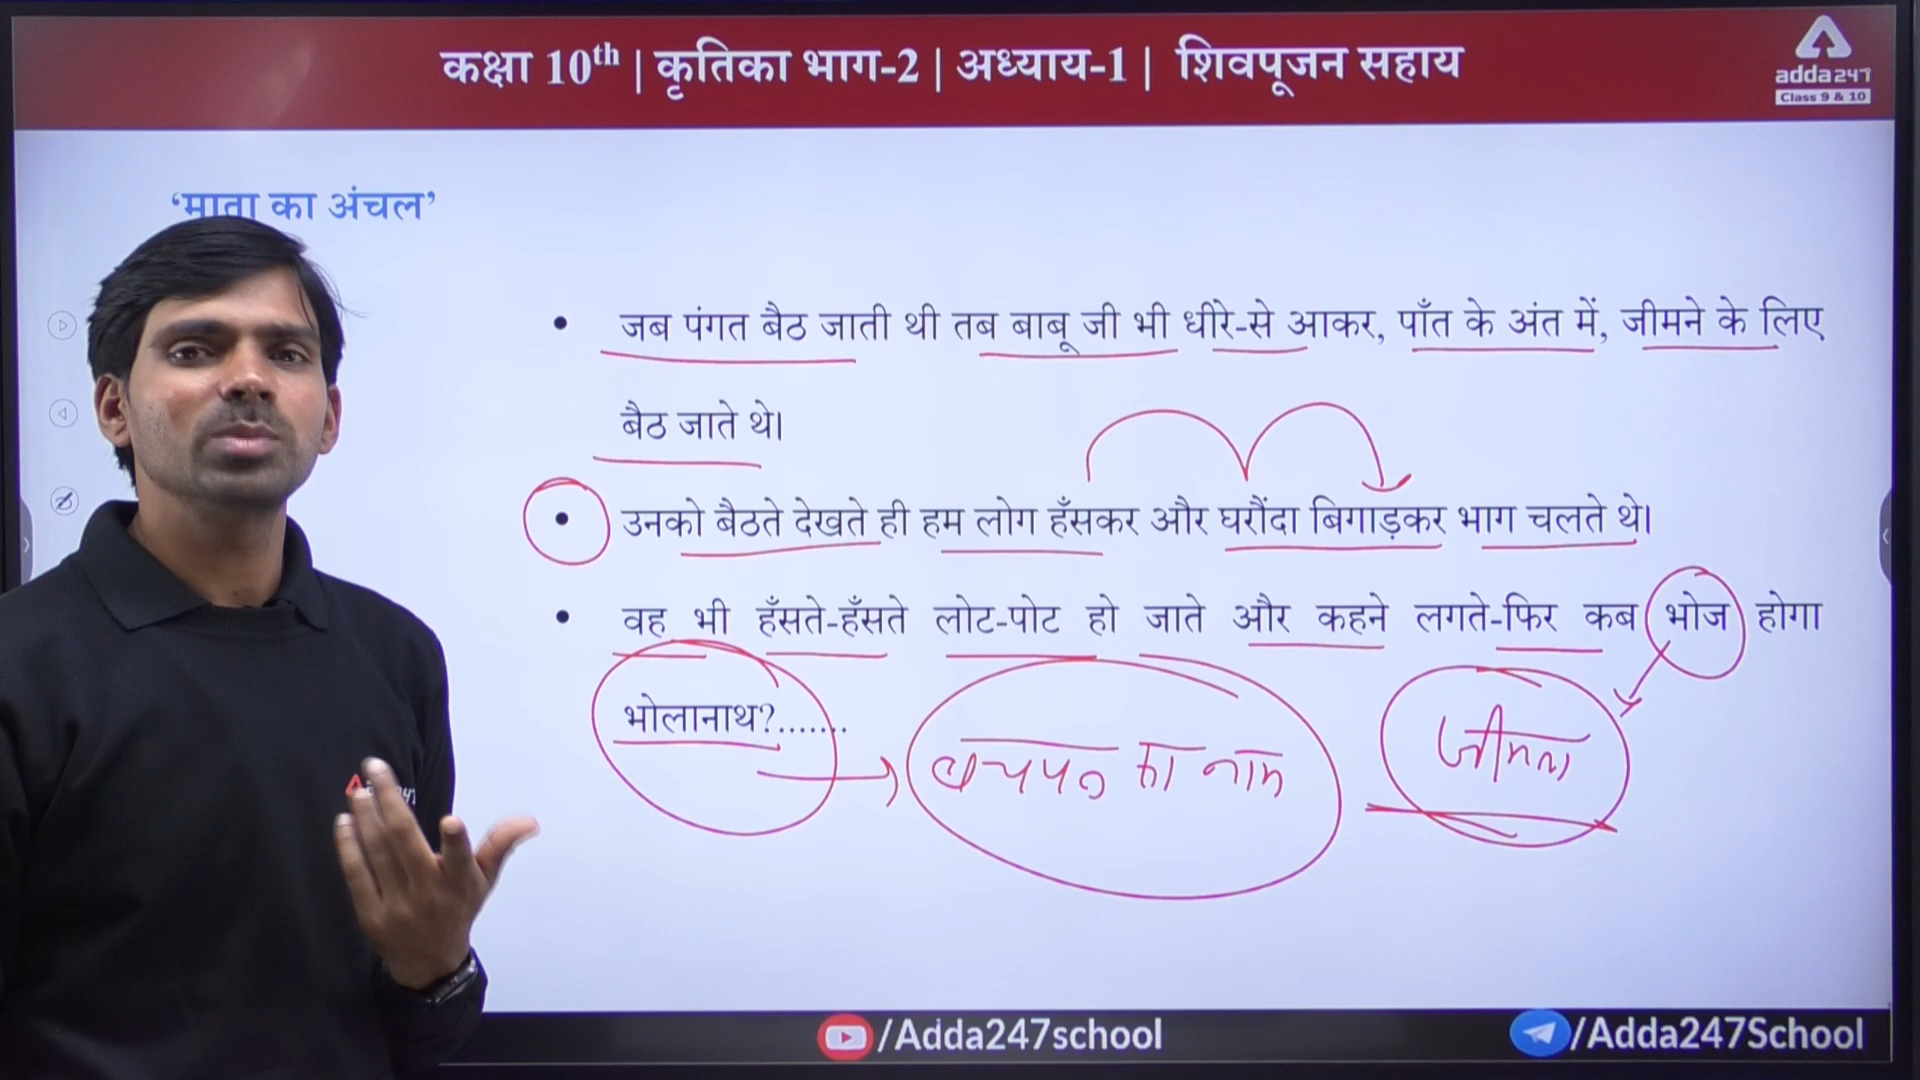 कक्षा 10th | कृतिका भाग-2 | अध्याय-1 | शिवपूजन सहाय
adda247
Class 9 & 10
‘माता का अंचल’
जब पंगत बैठ जाती थी तब बाबू जी भी धीरे-से आकर, पाँत के अंत में, जीमने के लिए
बैठ जाते थे।
उनको बैठते देखते ही हम लोग हँसकर और घरौंदा बिगाड़कर भाग चलते थे।
वह भी हँसते-हँसते लोट-पोट हो जाते और कहने लगते-फिर कब भोज होगा
भोलानाथ?.......
बचपन का नाम
जीमना
/Adda247school
/Adda247School